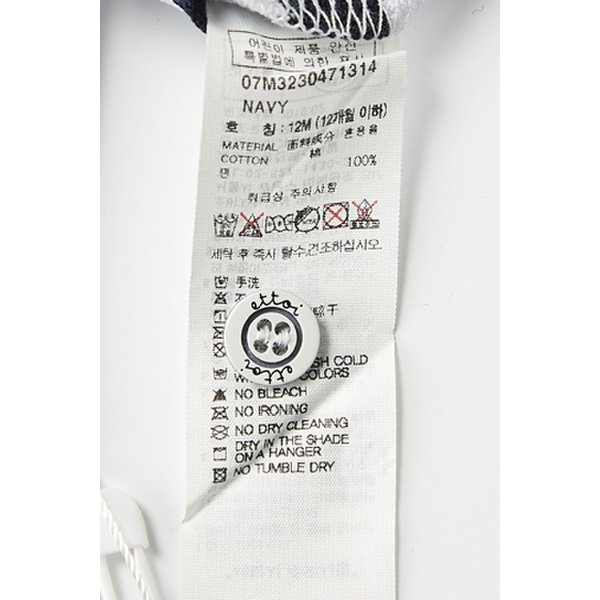 어린이 제품 안전
특별법에 의한 표시
07M3230471314
NAVY
호 칭 : 12M (12개월 이하)
MATERIAL 面料成分 혼용율
COTTON 綿 100%
면
취급상 주의사항
세탁 후 즉시 탈수건조하십시오.
手洗
ettoi
晾干
ettoi
SH COLD
COLORS
NO BLEACH
NO IRONING
NO DRY CLEANING
DRY IN THE SHADE
ON A HANGER
NO TUMBLE DRY